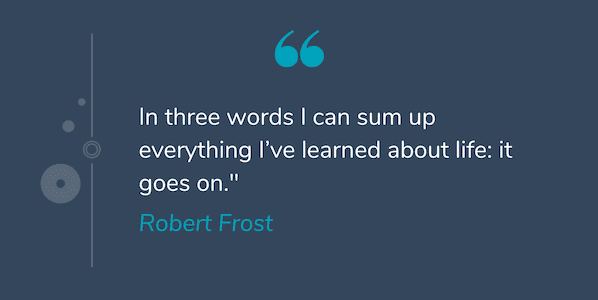 ❝
In three words I can sum up
everything I’ve learned about life: it
goes on."
Robert Frost